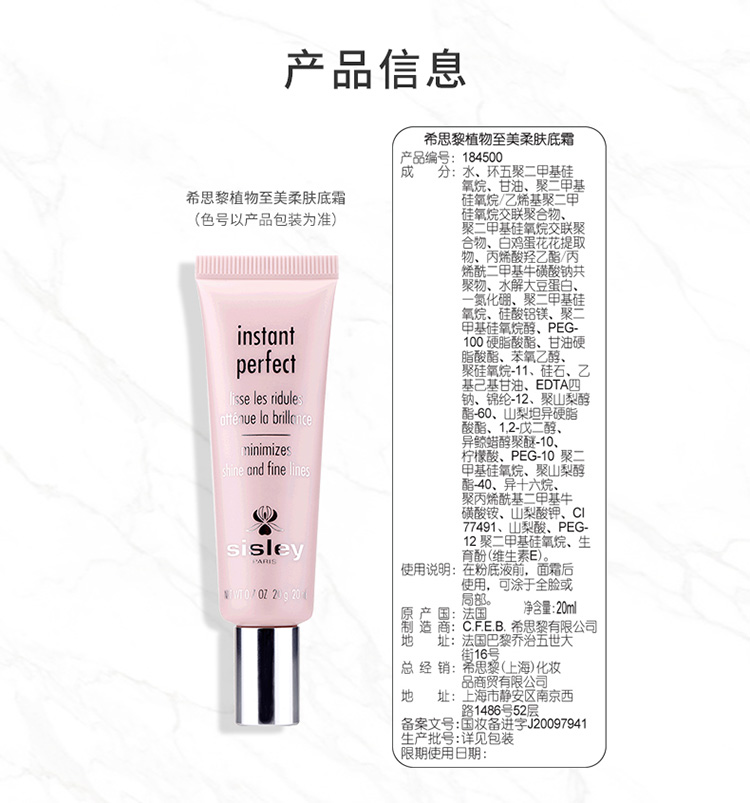 产品信息
希思黎植物至美柔肤底霜
（色号以产品包装为准）
instant
perfect
lisse les ridules
atténue la brillance
minimizes
shine and fine lines
sisley
PARIS
NET WT 0.7 OZ 20 g 20
希思黎植物至美柔肤底霜
产品编号：184500
成 分：水、环五聚二甲基硅
氧烷、甘油、聚二甲基
硅氧烷/乙烯基聚二甲
硅氧烷交联聚合物、
聚二甲基硅氧烷交联聚
合物、白鸡蛋花花提取
物、丙烯酸羟乙酯/丙
烯酰二甲基牛磺酸钠共
聚物、水解大豆蛋白、
一氮化硼、聚二甲基硅
氧烷、硅酸铝镁、聚二
甲基硅氧烷醇、PEG-
100 硬脂酸酯、甘油硬
脂酸酯、苯氧乙醇、
聚硅氧烷-11、硅石、乙
基己基甘油、EDTA四
钠、锦纶-12、聚山梨醇
酯-60、山梨坦异硬脂
酸酯、1,2-戊二醇、
异鲸蜡醇聚醚-10、
柠檬酸、PEG-10 聚二
甲基硅氧烷、聚山梨醇
酯-40、异十六烷、
聚丙烯酰基二甲基牛
磺酸铵、山梨酸钾、CI
77491、山梨酸、PEG-
12 聚二甲基硅氧烷、生
育酚(维生素E)。
使用说明：在粉底液前，面霜后
使用，可涂于全脸或
局部。
原 产 国：法国 净含量:20ml
制 造 商：C.F.E.B. 希思黎有限公司
地 址：法国巴黎乔治五世大
街16号
总 经 销：希思黎(上海)化妆
品商贸有限公司
地 址：上海市静安区南京西
路1486号52层
备案文号：国妆备进字J20097941
生产批号：详见包装
限期使用日期：